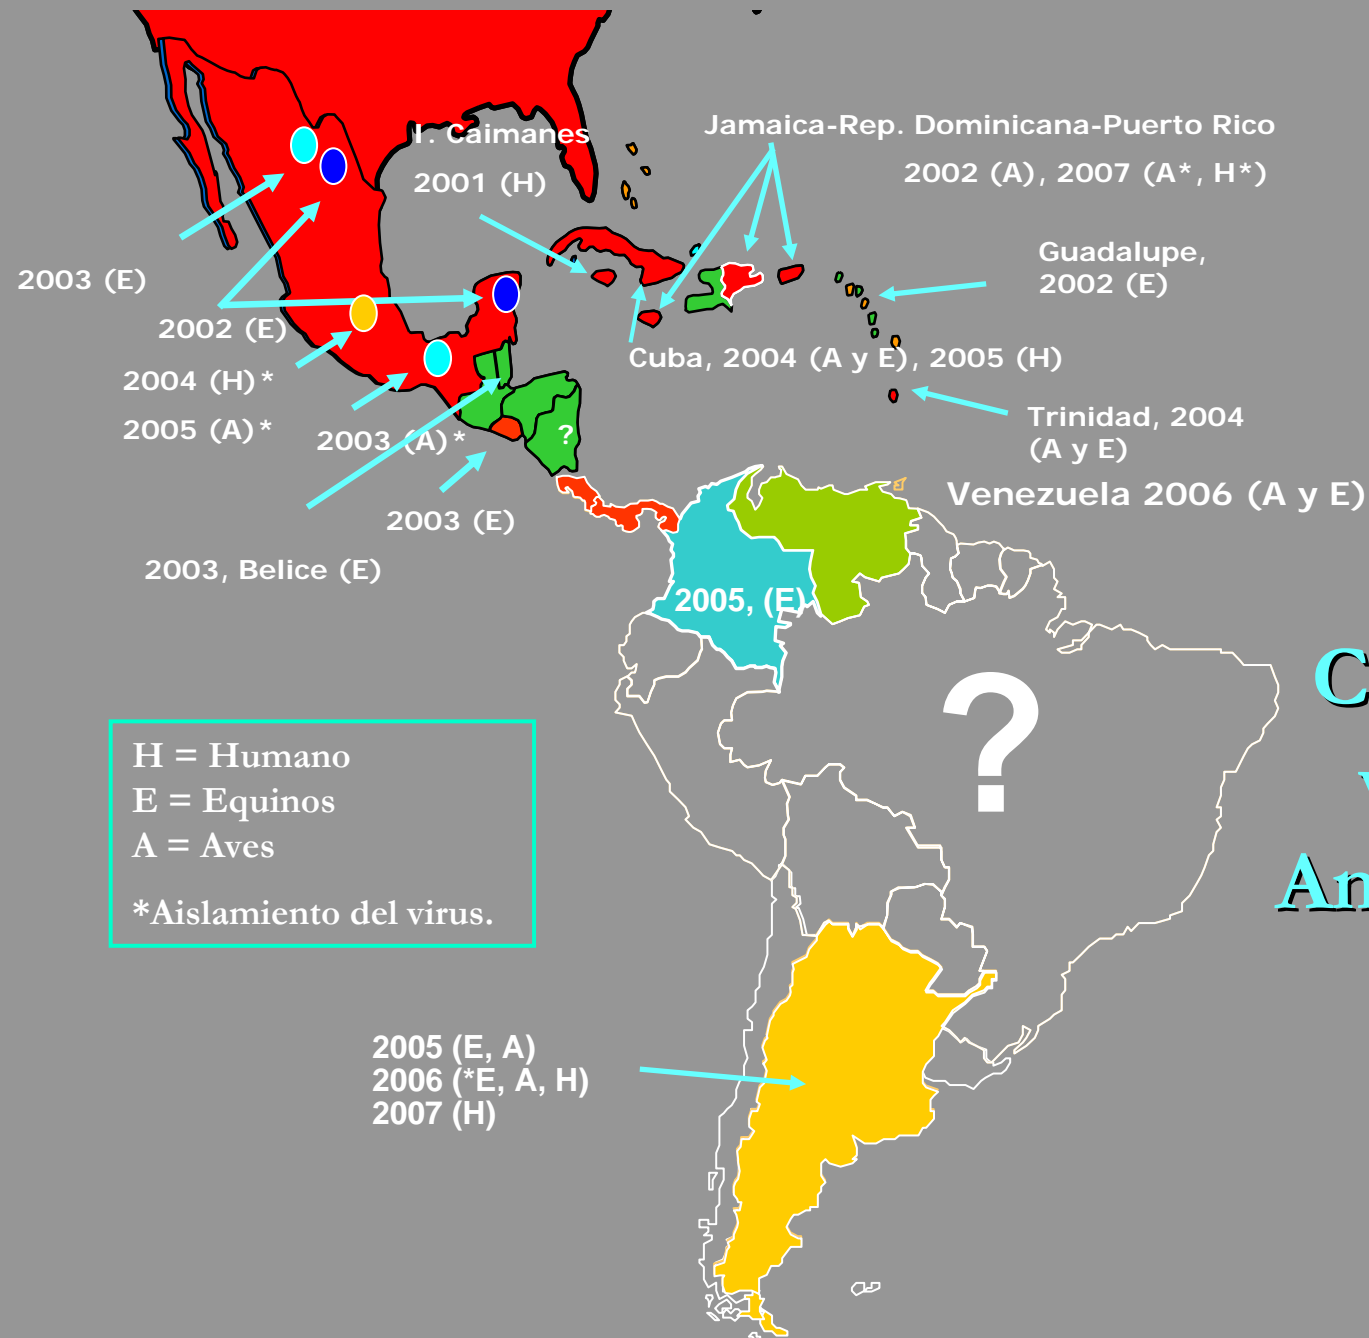 I. Caimanes
2001 (H)
Jamaica-Rep. Dominicana-Puerto Rico
2002 (A), 2007 (A*, H*)
Guadalupe,
2002 (E)
2003 (E)
2002 (E)
2004 (H)*
2005 (A)*
2003 (A)*
Cuba, 2004 (A y E), 2005 (H)
Trinidad, 2004
(A y E)
?
Venezuela 2006 (A y E)
2003 (E)
2003, Belice (E)
2005, (E)
?
C
H = Humano
E = Equinos
A = Aves
*Aislamiento del virus.
An
2005 (E, A)
2006 (*E, A, H)
2007 (H)